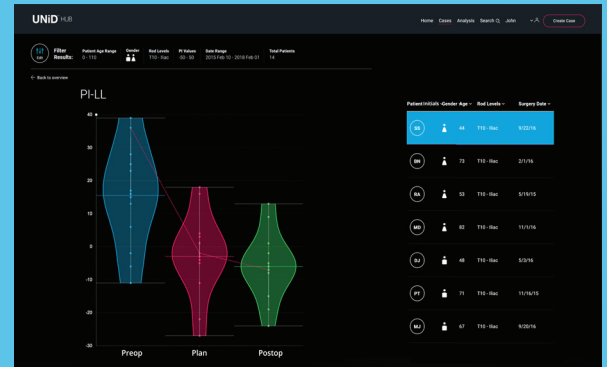 UNiD HUB
Home Cases Analysis Search John Create Case
Filter Results:
Patient Age Range Gender Rod Levels PI Values Date Range Total Patients
0 - 110 T10 - Iliac -50 - 50 2015 Feb 10 - 2018 Feb 01 14
Back to overview
PI-LL
Patient Initials Gender Age Rod Levels Surgery Date
SS 44 T10 - Iliac 9/22/16
BN 73 T10 - Iliac 2/1/16
RA 53 T10 - Iliac 5/19/15
MD 82 T10 - Iliac 11/1/16
DJ 48 T10 - Iliac 5/3/16
PT 71 T10 - Iliac 11/16/15
MJ 67 T10 - Iliac 9/20/16
40
30
20
10
0
-10
-20
-30
Preop Plan Postop